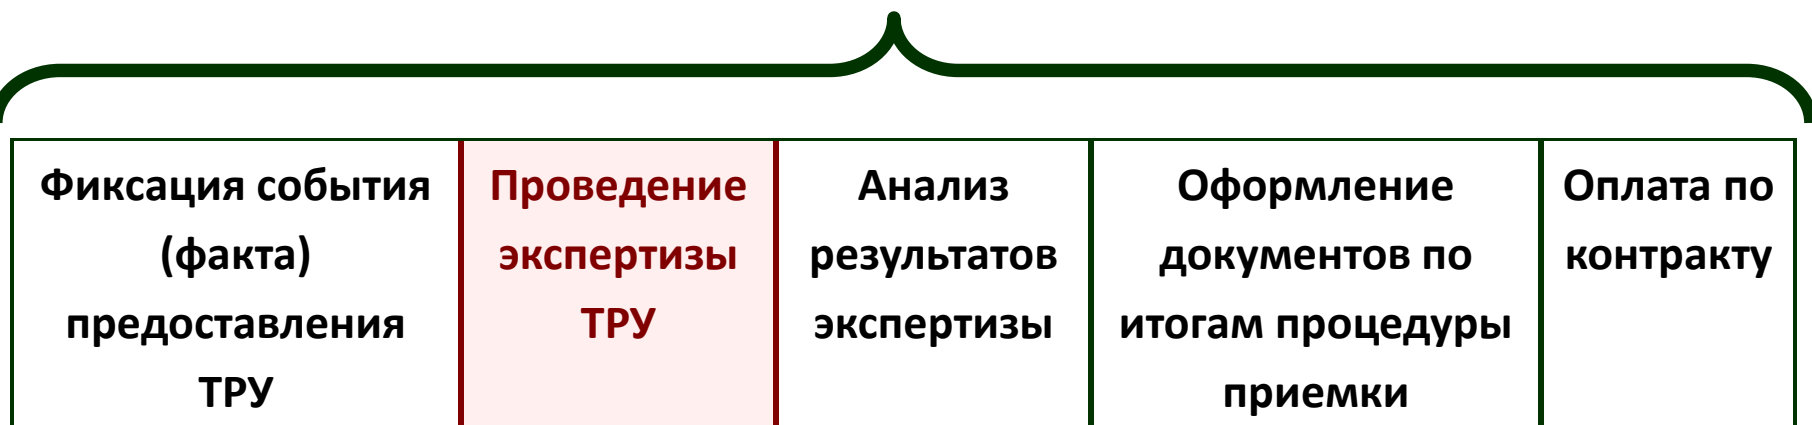 Фиксация события
(факта)
предоставления
ТРУ
Проведение
экспертизы
ТРУ
Анализ
результатов
экспертизы
Оформление
документов по
итогам процедуры
приемки
Оплата по
контракту